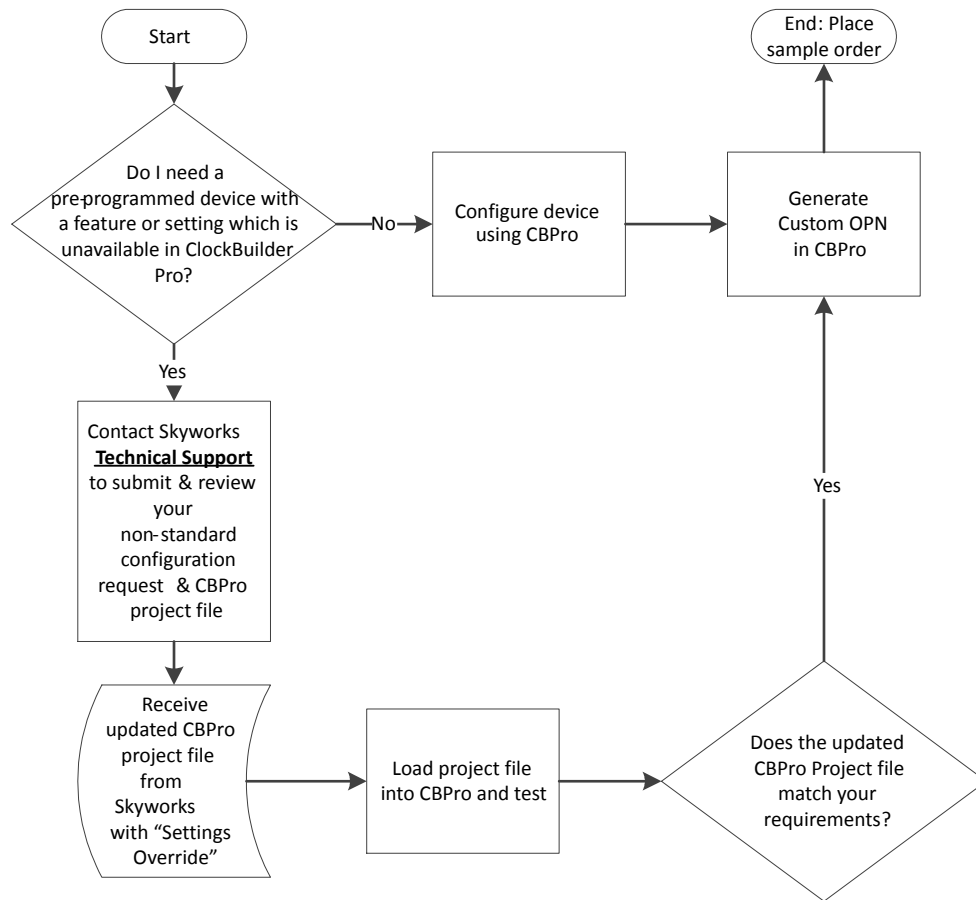 Start
End: Place
sample order
Do I need a
pre-programmed device with
a feature or setting which is
unavailable in ClockBuilder
Pro?
No
Configure device
using CBPro
Generate
Custom OPN
in CBPro
Yes
Contact Skyworks
Technical Support
to submit & review
your
non-standard
configuration
request & CBPro
project file
Yes
Receive
updated CBPro
project file
from
Skyworks
with “Settings
Override”
Load project file
into CBPro and test
Does the updated
CBPro Project file
match your
requirements?